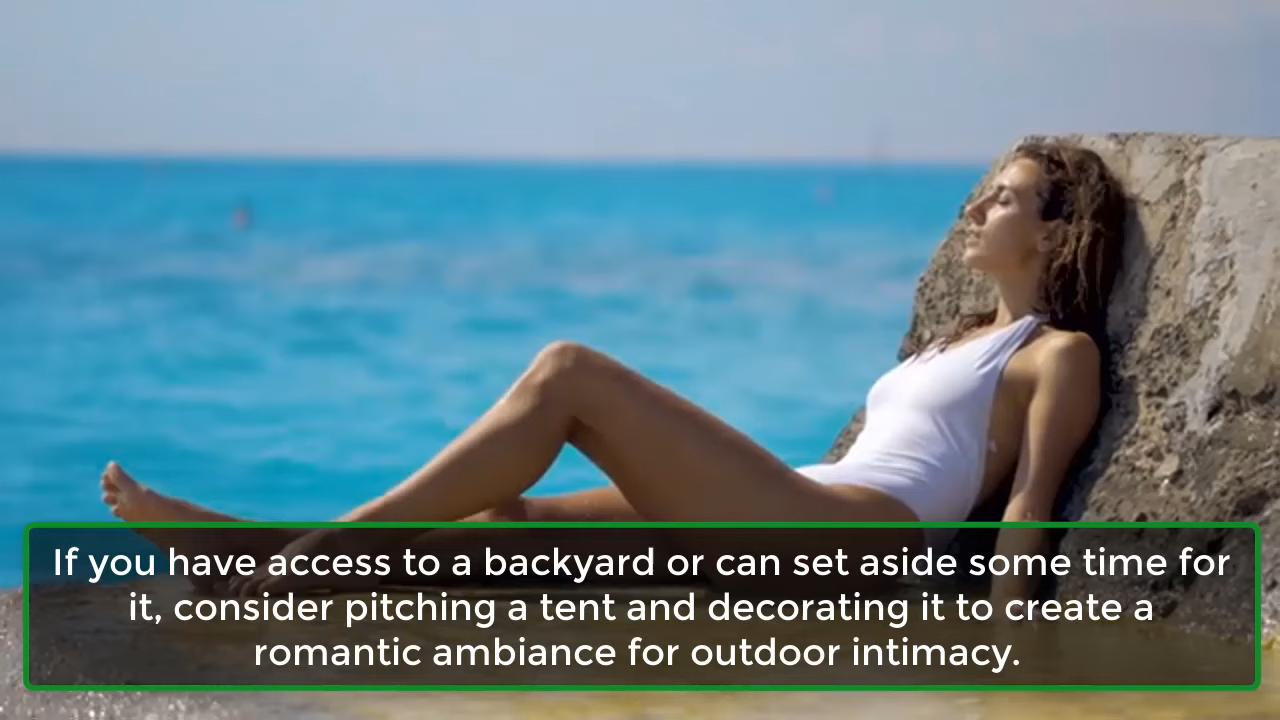 If you have access to a backyard or can set aside some time for
it, consider pitching a tent and decorating it to create a
romantic ambiance for outdoor intimacy.